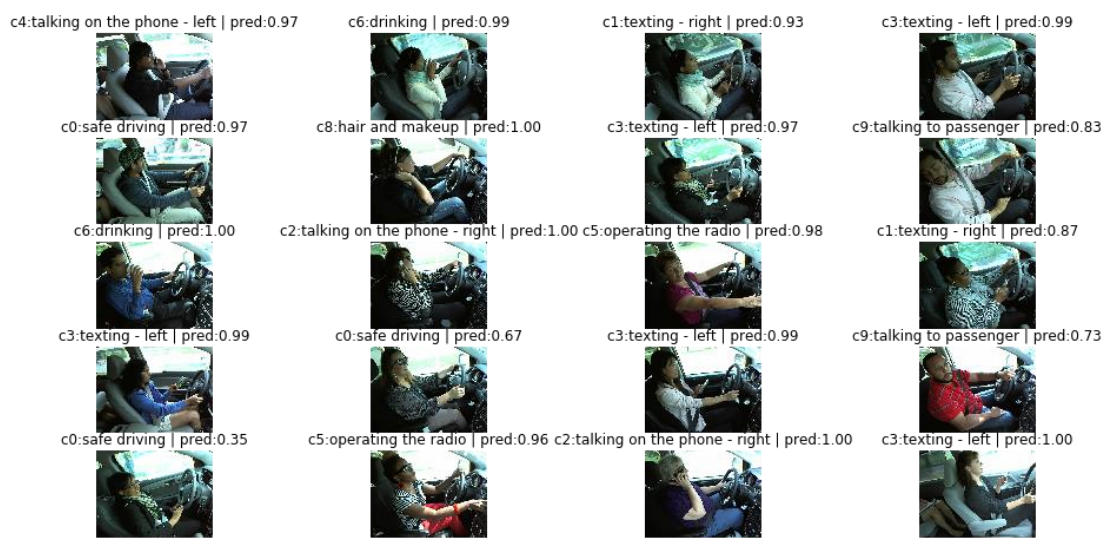 c4:talking on the phone - left | pred:0.97
c6:drinking | pred:0.99
c1:texting - right | pred:0.93
c3:texting - left | pred:0.99
c0:safe driving | pred:0.97
c8:hair and makeup | pred:1.00
c3:texting - left | pred:0.97
c9:talking to passenger | pred:0.83
c6:drinking | pred:1.00
c2:talking on the phone - right | pred:1.00
c5:operating the radio | pred:0.98
c1:texting - right | pred:0.87
c3:texting - left | pred:0.99
c0:safe driving | pred:0.67
c3:texting - left | pred:0.99
c9:talking to passenger | pred:0.73
c0:safe driving | pred:0.35
c5:operating the radio | pred:0.96
c2:talking on the phone - right | pred:1.00
c3:texting - left | pred:1.00